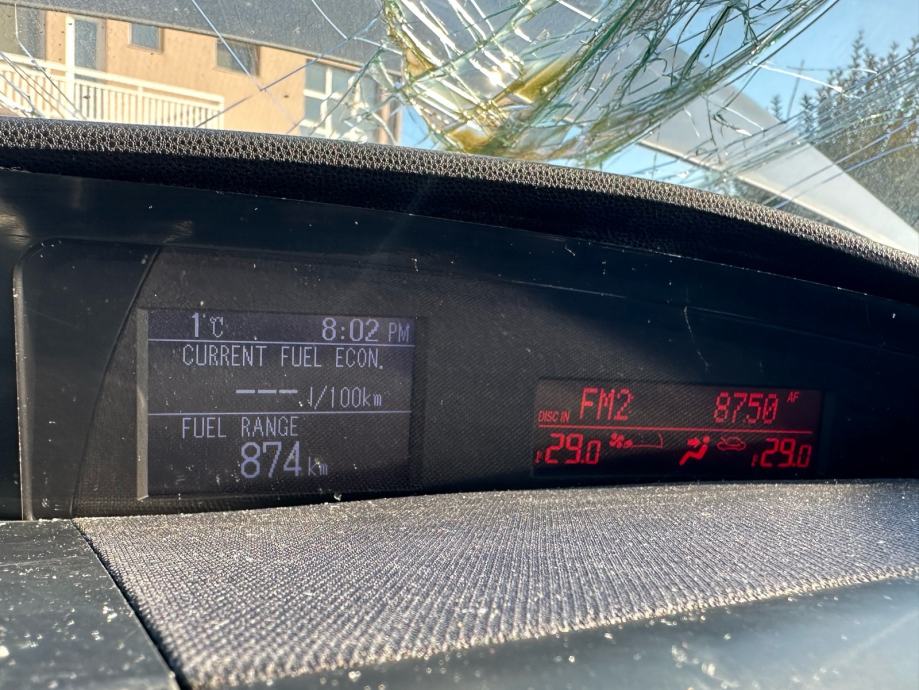 1℃ 8:02 PM
CURRENT FUEL ECON.
---.l/100km
FUEL RANGE
874 km
DISC IN FM2 87.50 AF
29.0 29.0